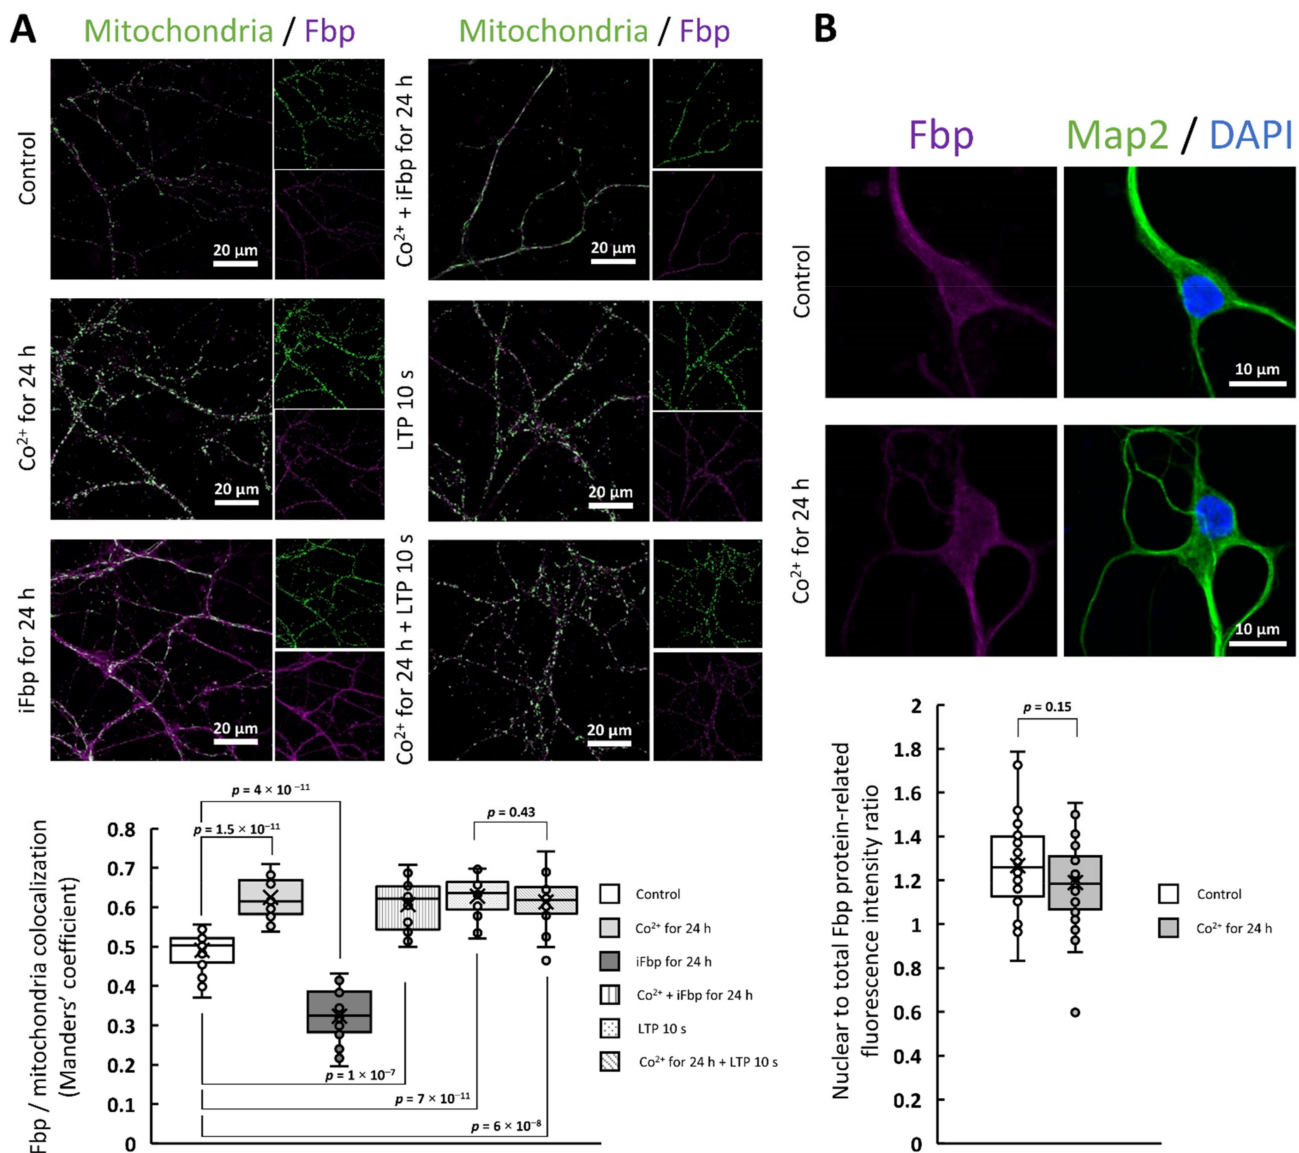 A
Mitochondria / Fbp
Mitochondria / Fbp
B
Control
20 µm
Co²⁺ + iFbp for 24 h
20 µm
Co²⁺ for 24 h
20 µm
LTP 10 s
20 µm
iFbp for 24 h
20 µm
Co²⁺ for 24 h + LTP 10 s
20 µm
Fbp
Map2 / DAPI
Control
10 µm
Co²⁺ for 24 h
10 µm
Fbp / mitochondria colocalization
(Manders’ coefficient)
0.8
0.7
0.6
0.5
0.4
0.3
0.2
0.1
0
p = 4 × 10 ⁻¹¹
p = 1.5 × 10⁻¹¹
p = 0.43
p = 1 × 10⁻⁷
p = 7 × 10⁻¹¹
p = 6 × 10⁻⁸
Control
Co²⁺ for 24 h
iFbp for 24 h
Co²⁺ + iFbp for 24 h
LTP 10 s
Co²⁺ for 24 h + LTP 10 s
Nuclear to total Fbp protein-related
fluorescence intensity ratio
2
1.8
1.6
1.4
1.2
1
0.8
0.6
0.4
0.2
0
p = 0.15
Control
Co²⁺ for 24 h